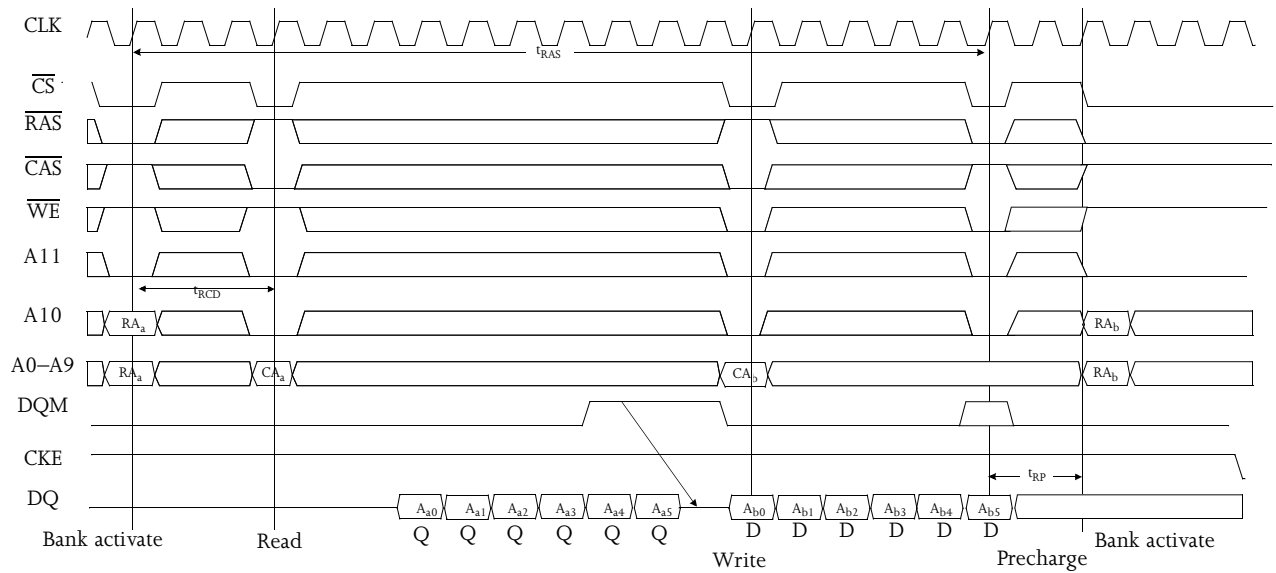 CLK
tRAS
CS
RAS
CAS
WE
A11
tRCD
A10 RAa RAb
A0–A9 RAa CAa CAb RAb
DQM
CKE
tRP
DQ Aa0 Aa1 Aa2 Aa3 Aa4 Aa5 Ab0 Ab1 Ab2 Ab3 Ab4 Ab5
Q Q Q Q Q Q D D D D D D
Bank activate Read Write Precharge Bank activate